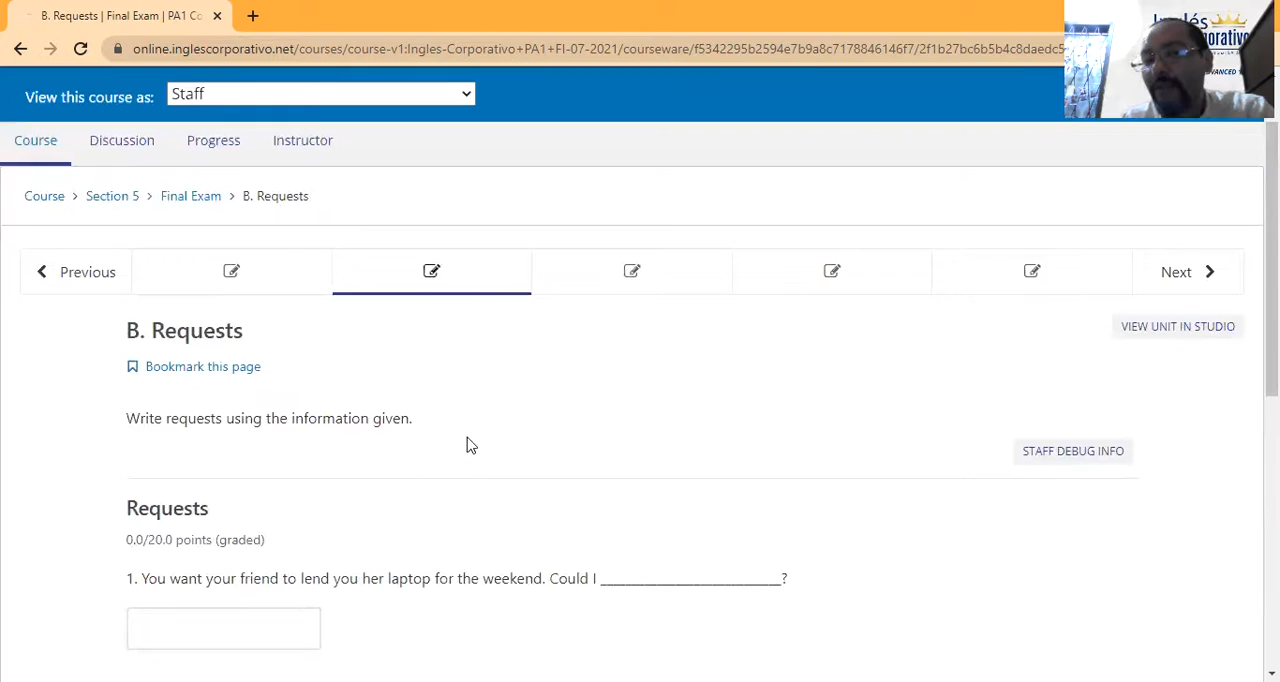 B. Requests | Final Exam | PA1 Co
online.inglescorporativo.net/courses/course-v1:Ingles-Corporativo+PA1+FI-07-2021/courseware/f5342295b2594e7b9a8c7178846146f7/2f1b27bc6b5b4c8daedc5
Inglés
View this course as:
Staff
Course
Discussion
Progress
Instructor
Course > Section 5 > Final Exam > B. Requests
Previous
Next
B. Requests
VIEW UNIT IN STUDIO
Bookmark this page
Write requests using the information given.
STAFF DEBUG INFO
Requests
0.0/20.0 points (graded)
1. You want your friend to lend you her laptop for the weekend. Could I __________________________?